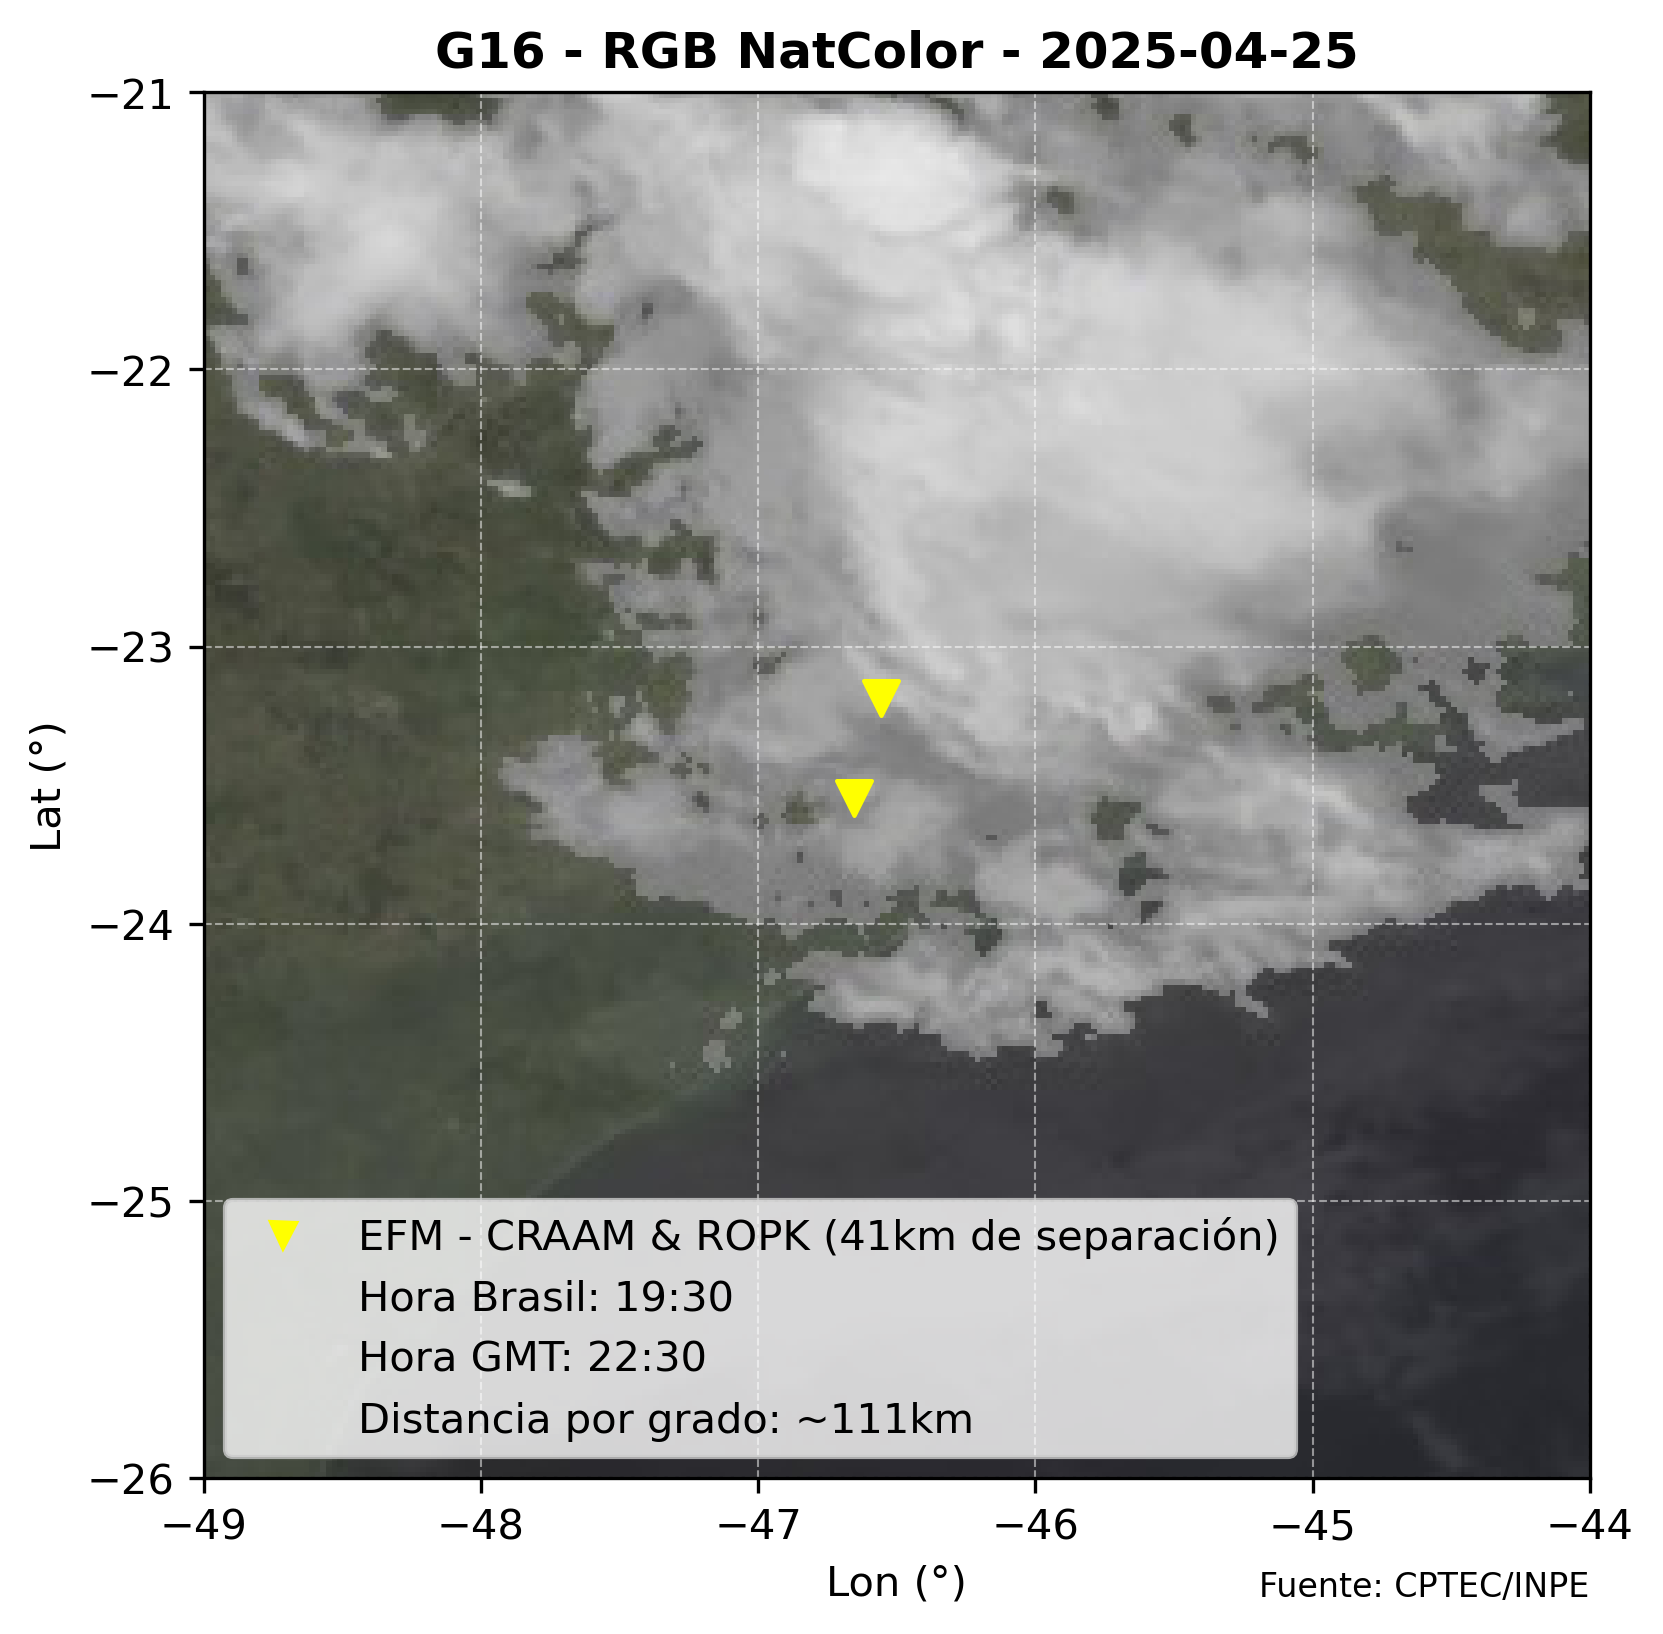 G16 - RGB NatColor - 2025-04-25
−21
−22
−23
−24
−25
−26
Lat (°)
EFM - CRAAM & ROPK (41km de separación)
Hora Brasil: 19:30
Hora GMT: 22:30
Distancia por grado: ~111km
−49 −48 −47 −46 −45 −44
Lon (°)
Fuente: CPTEC/INPE